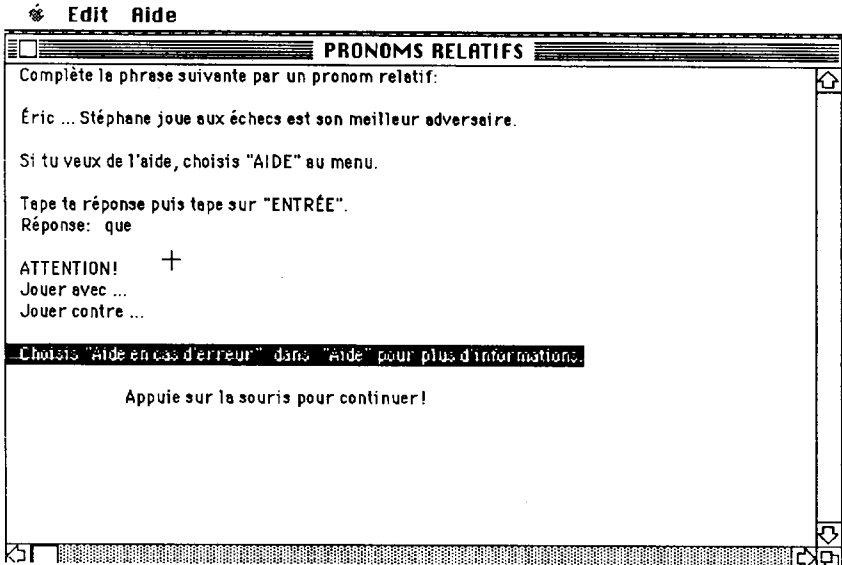 Edit Aide
PRONOMS RELATIFS
Complète la phrase suivante par un pronom relatif:
Éric ... Stéphane joue aux échecs est son meilleur adversaire.
Si tu veux de l'aide, choisis "AIDE" au menu.
Tape ta réponse puis tape sur "ENTRÉE".
Réponse: que
ATTENTION!
Jouer avec ...
Jouer contre ...
...Choisis "Aide en cas d'erreur" dans "Aide" pour plus d'informations.
Appuie sur la souris pour continuer!